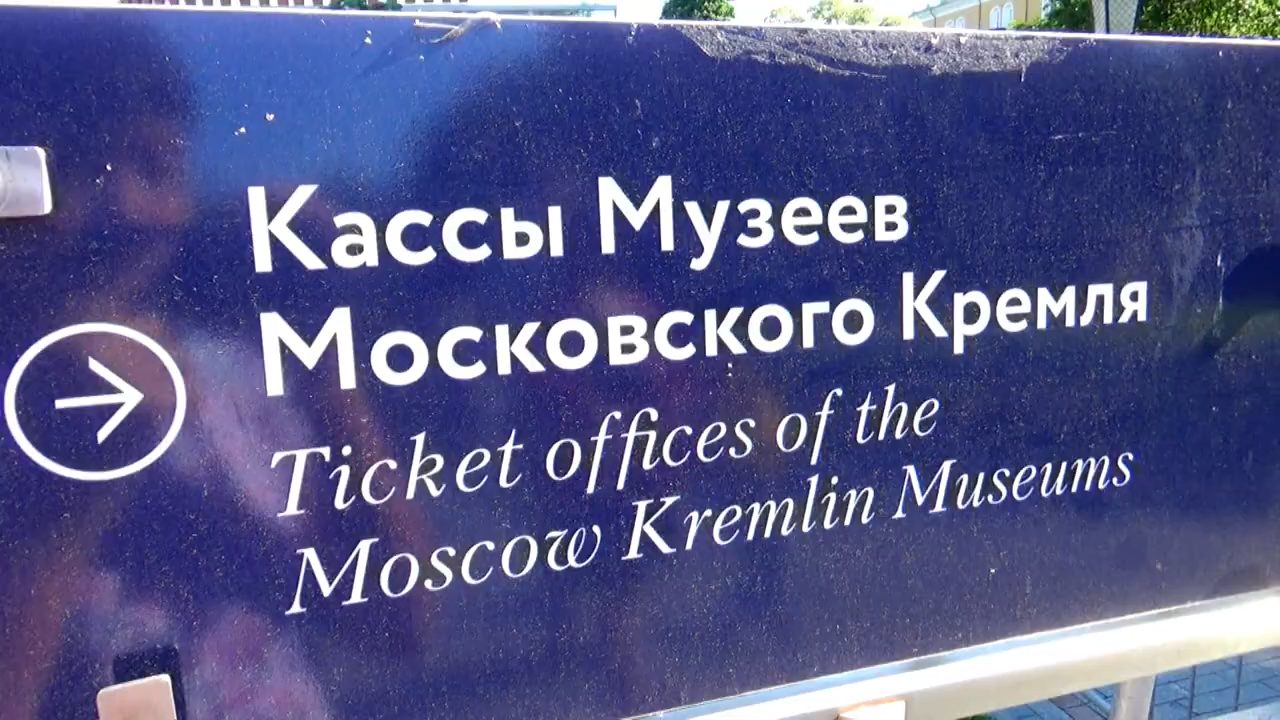 Кассы Музеев
Московского Кремля
Ticket offices of the
Moscow Kremlin Museums